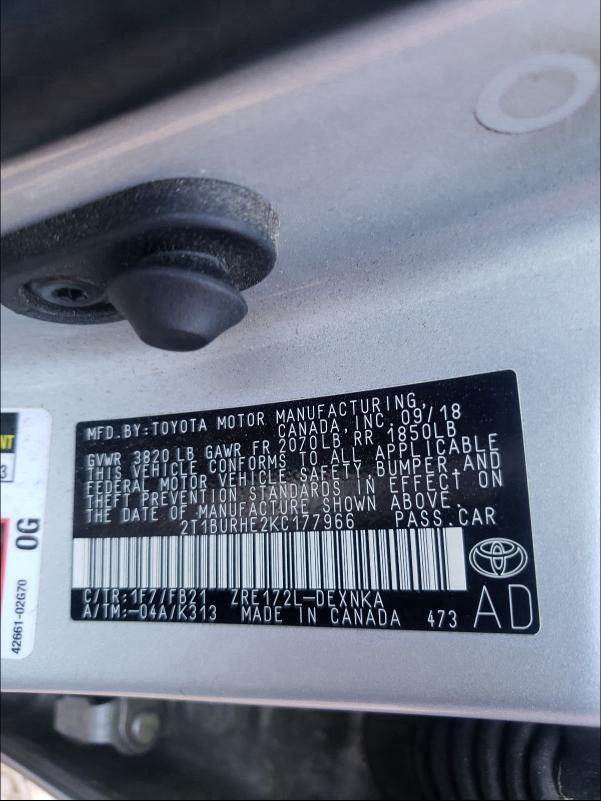 MFD.BY:TOYOTA MOTOR MANUFACTURING,
CANADA, INC. 09/18
GVWR 3820 LB GAWR FR 2070LB RR 1850LB
THIS VEHICLE CONFORMS TO ALL APPLICABLE
FEDERAL MOTOR VEHICLE SAFETY BUMPER AND
THEFT PREVENTION STANDARDS IN EFFECT ON
THE DATE OF MANUFACTURE SHOWN ABOVE.
2T1BURHE2KC177966 PASS.CAR
C/TR:1F7/FB21 ZRE172L-DEXNKA
A/TM:-04A/K313 MADE IN CANADA 473
AD
0G
42661-02G70